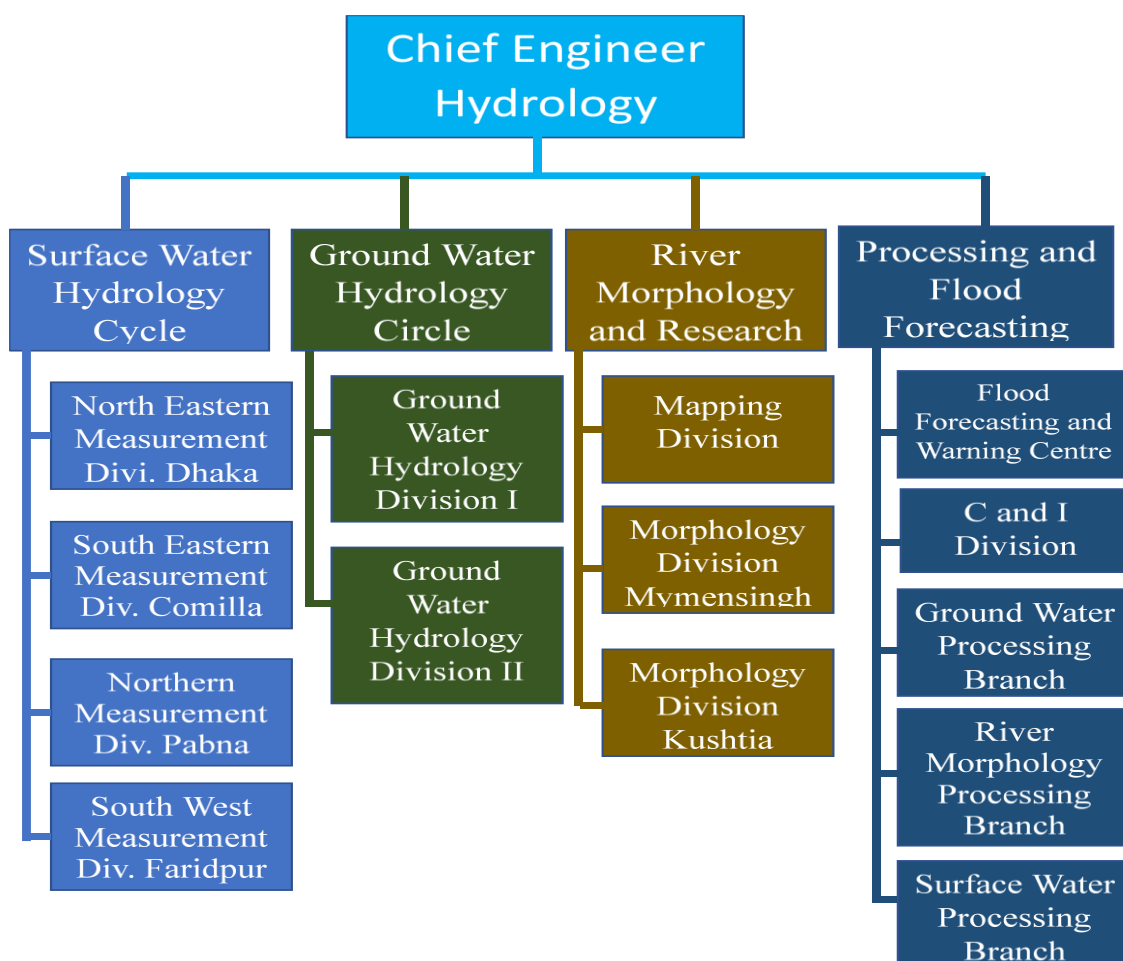 Chief Engineer
Hydrology
Surface Water
Hydrology
Cycle
North Eastern
Measurement
Divi. Dhaka
South Eastern
Measurement
Div. Comilla
Northern
Measurement
Div. Pabna
South West
Measurement
Div. Faridpur
Ground Water
Hydrology
Circle
Ground
Water
Hydrology
Division I
Ground
Water
Hydrology
Division II
River
Morphology
and Research
Mapping
Division
Morphology
Division
Mymensingh
Morphology
Division
Kushtia
Processing and
Flood
Forecasting
Flood
Forecasting and
Warning Centre
C and I
Division
Ground Water
Processing
Branch
River
Morphology
Processing
Branch
Surface Water
Processing
Branch